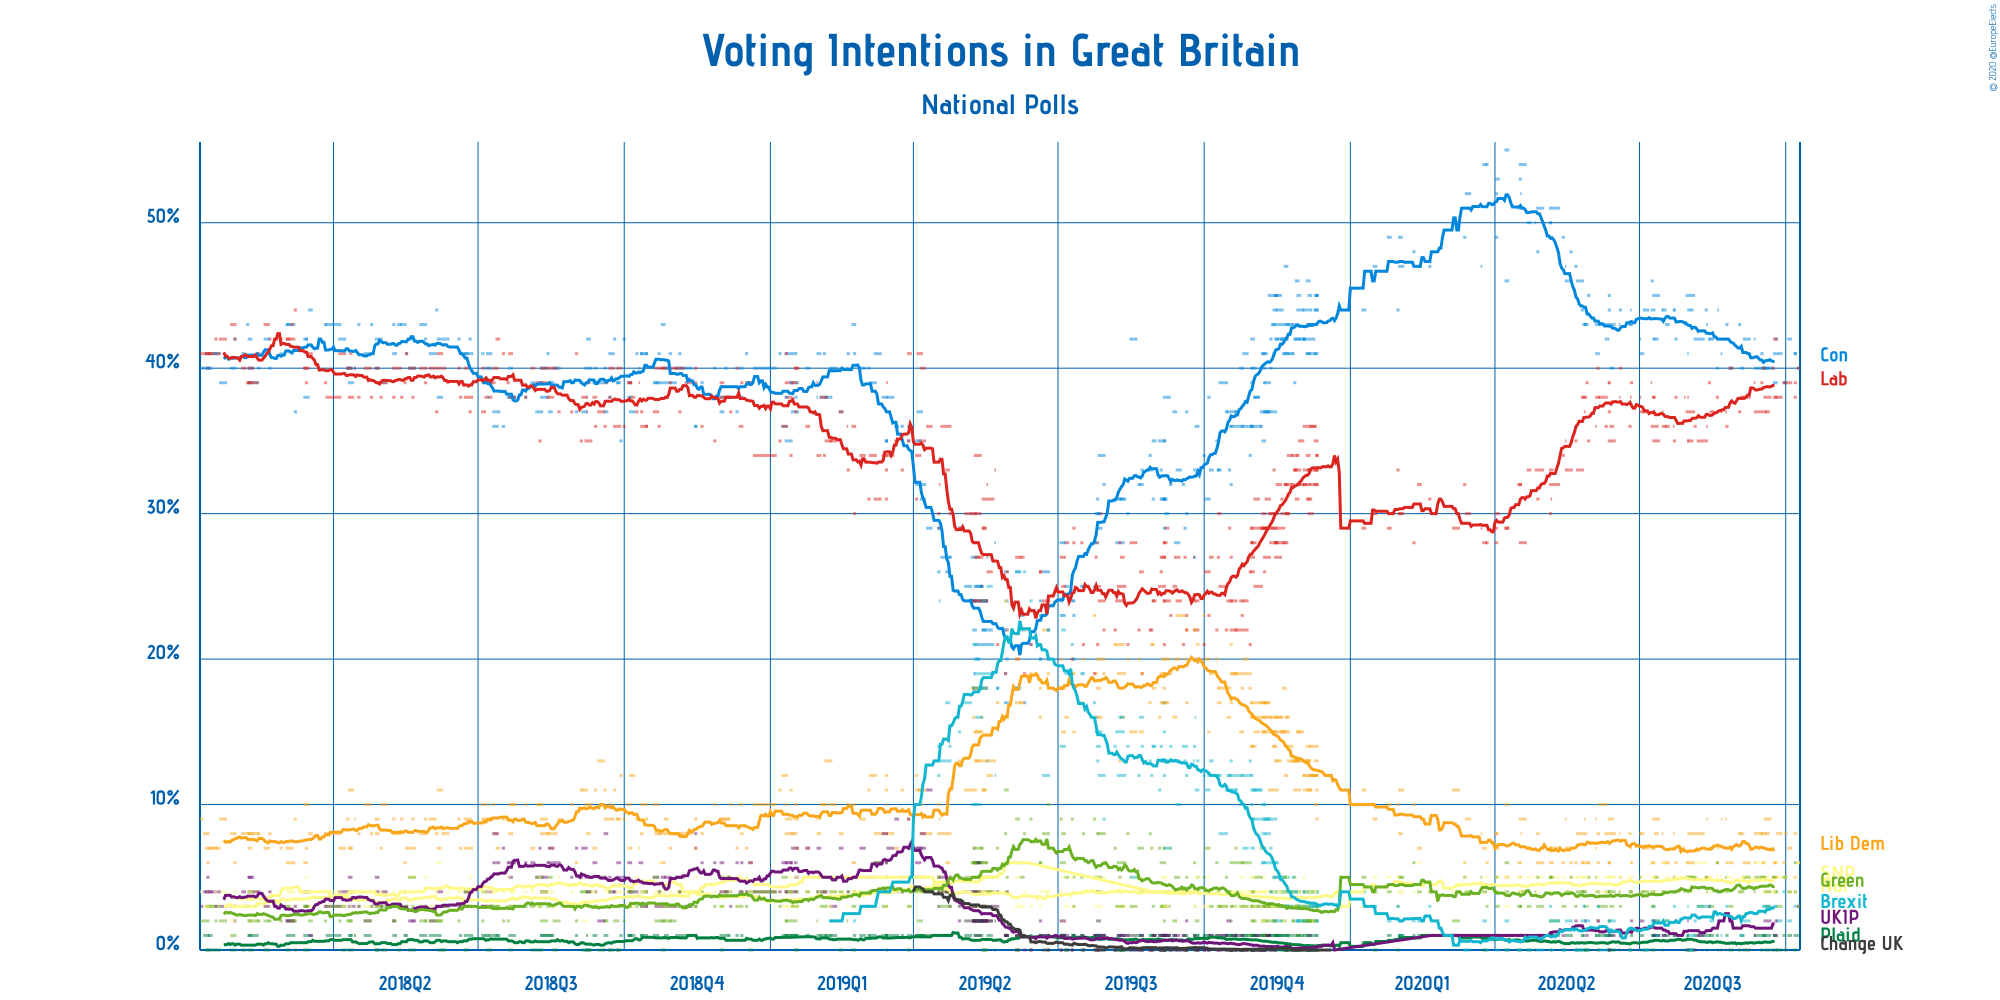 © 2020 @EuropeElects
Voting Intentions in Great Britain
National Polls
50%
40%
30%
20%
10%
0%
Con
Lab
Lib Dem
SNP
Green
Brexit
UKIP
Plaid
Change UK
2018Q2 2018Q3 2018Q4 2019Q1 2019Q2 2019Q3 2019Q4 2020Q1 2020Q2 2020Q3